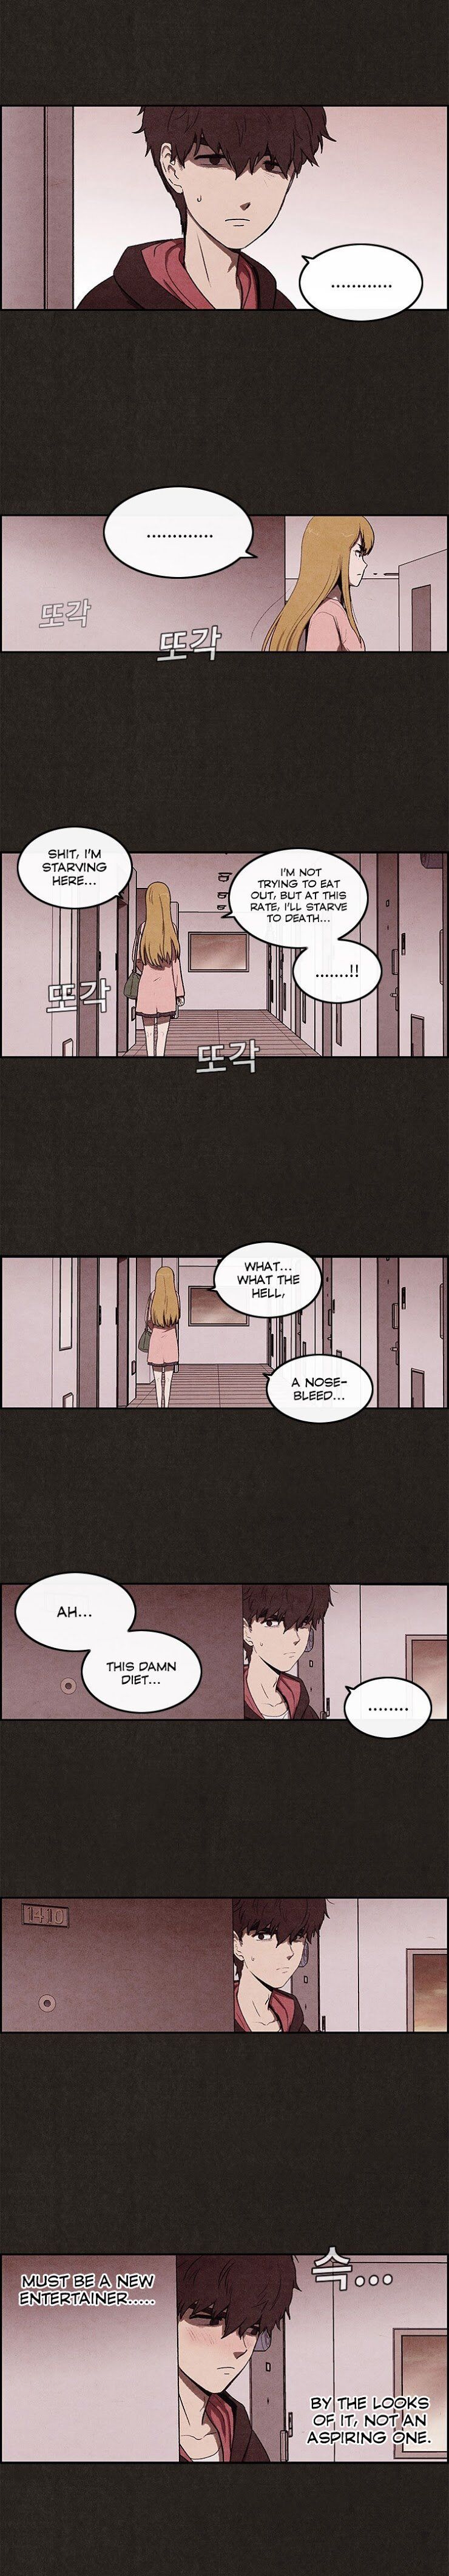 ............
.............
또각
또각
SHIT, I'M
STARVING
HERE...
I'M NOT
TRYING TO EAT
OUT, BUT AT THIS
RATE, I'LL STARVE
TO DEATH...
.......!!
또각
또각
WHAT...
WHAT THE
HELL,
A NOSE-
BLEED...
AH...
THIS DAMN
DIET...
........
1410
슥...
MUST BE A NEW
ENTERTAINER.....
BY THE LOOKS
OF IT, NOT AN
ASPIRING ONE.